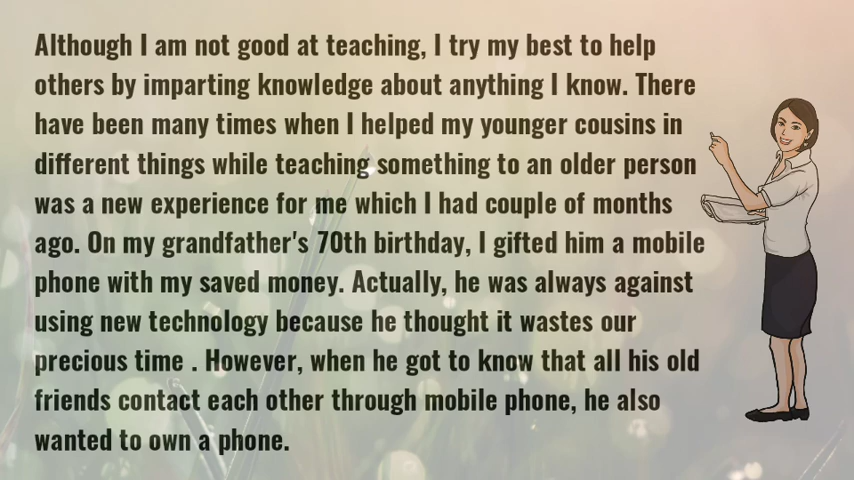 Although I am not good at teaching, I try my best to help
others by imparting knowledge about anything I know. There
have been many times when I helped my younger cousins in
different things while teaching something to an older person
was a new experience for me which I had couple of months
ago. On my grandfather's 70th birthday, I gifted him a mobile
phone with my saved money. Actually, he was always against
using new technology because he thought it wastes our
precious time . However, when he got to know that all his old
friends contact each other through mobile phone, he also
wanted to own a phone.